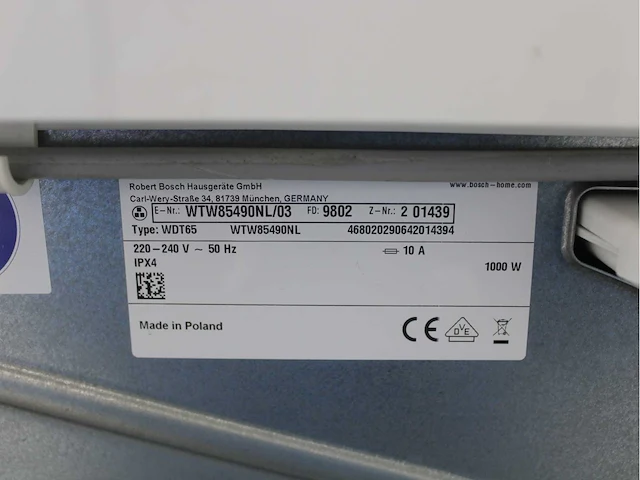 Robert Bosch Hausgeräte GmbH
www.bosch-home.com
Carl-Wery-Straße 34, 81739 München, GERMANY
E-Nr.: WTW85490NL/03 FD: 9802 Z-Nr.: 2 01439
Type: WDT65 WTW85490NL 468020290642014394
220-240 V ~ 50 Hz 10 A
IPX4 1000 W
Made in Poland CE DVE